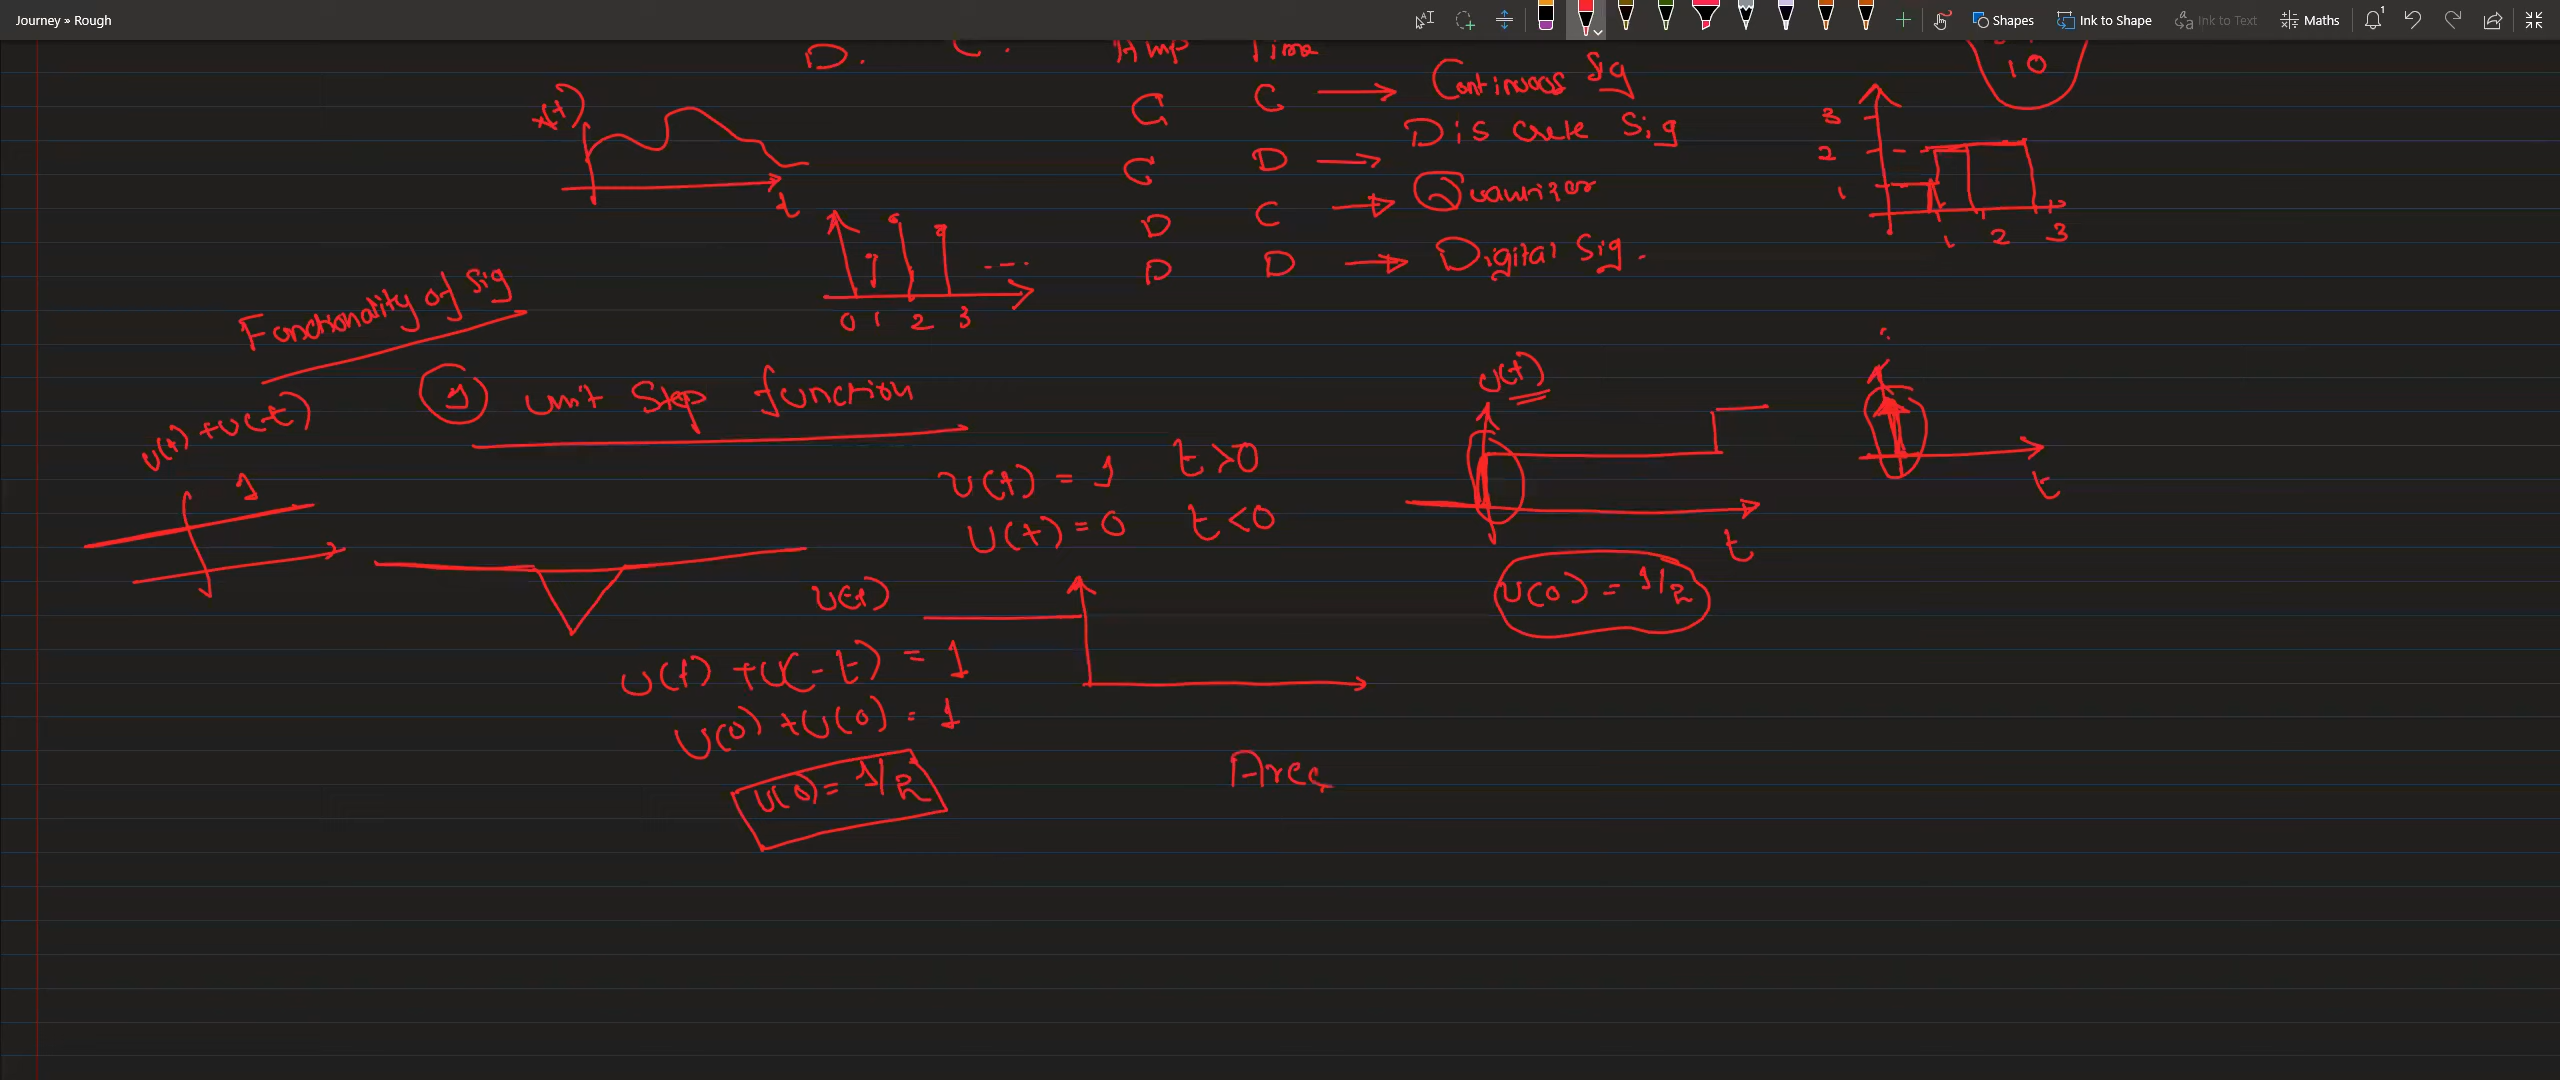 Journey » Rough
Shapes Ink to Shape Ink to Text Maths 1
D. C. Amp Time
x(t)
t
C C → Continuous Sig
C D → Discrete Sig
D C →
D D → Digital Sig.
10
3
2
1
1 2 3
0 1 2 3 ----
Functionality of Sig
① unit Step function
u(t) = 1 t>0
u(t) = 0 t<0
u(t)
t
u(0) = 1/2
t
1
u(t) + u(-t) = 1
u(0) + u(0) = 1
u(0) = 1/2
Area